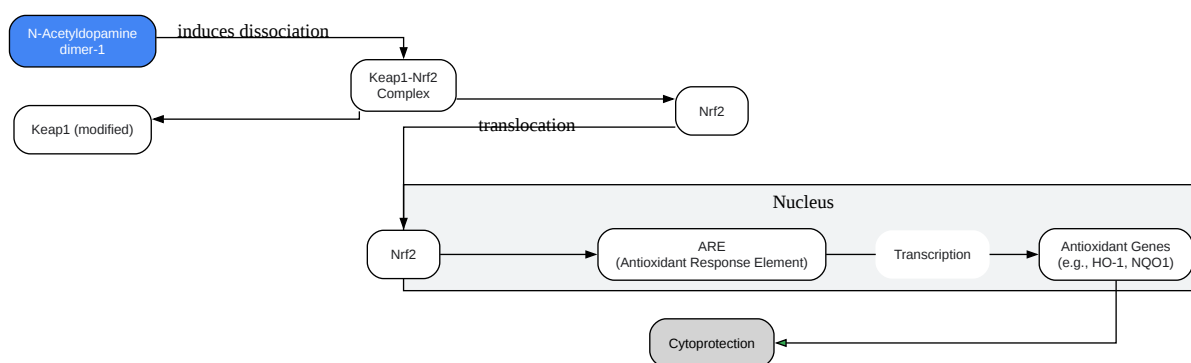 N-Acetyldopamine
dimer-1
induces dissociation
Keap1-Nrf2
Complex
Keap1 (modified)
Nrf2
translocation
Nucleus
Nrf2
ARE
(Antioxidant Response Element)
Transcription
Antioxidant Genes
(e.g., HO-1, NQO1)
Cytoprotection